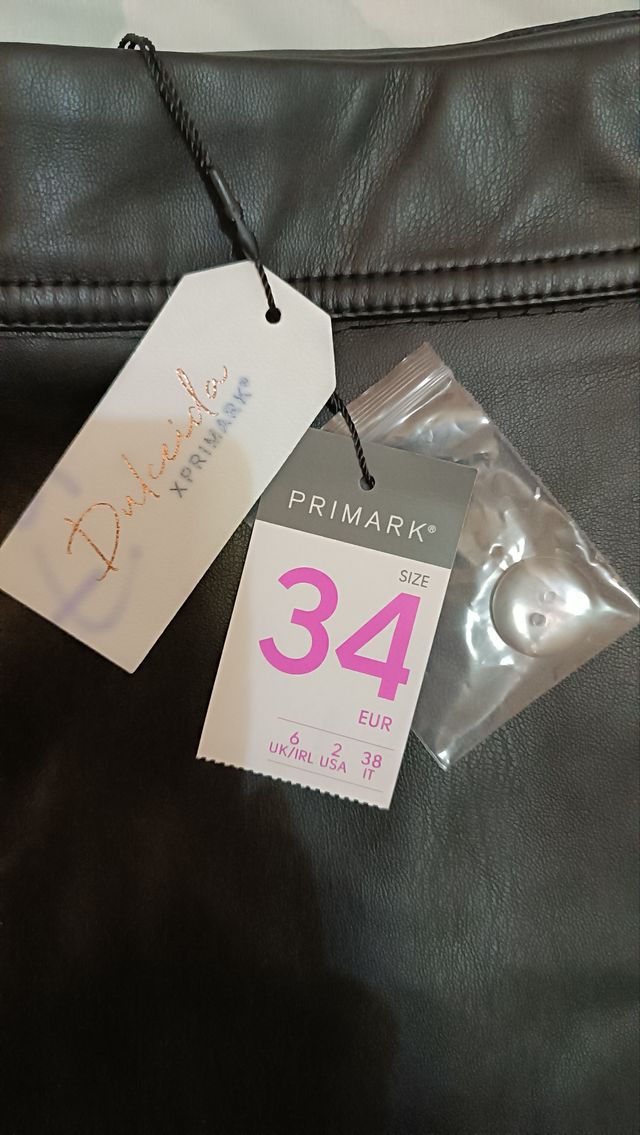 Dulceida
XPRIMARK®
PRIMARK®
SIZE
34
EUR
6 2 38
UK/IRL USA IT